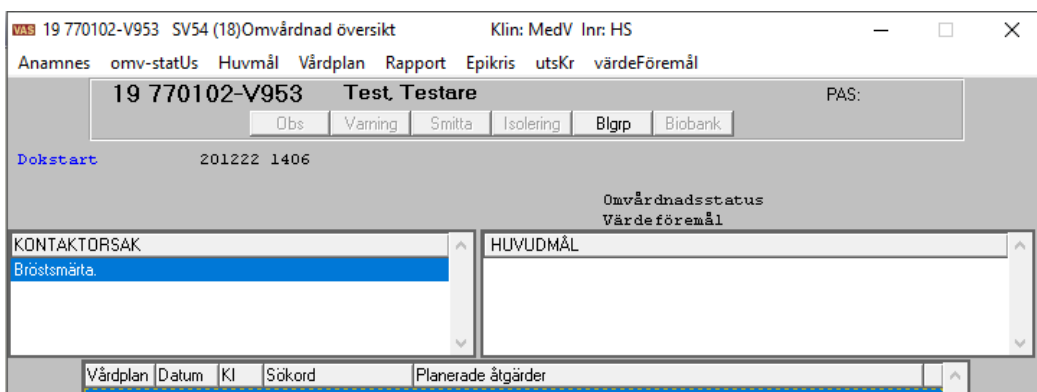 VAS 19 770102-V953 SV54 (18)Omvårdnad översikt Klin: MedV Inr: HS
Anamnes omv-statUs Huvmål Vårdplan Rapport Epikris utsKr värdeFöremål
19 770102-V953 Test, Testare PAS:
Obs Varning Smitta Isolering Blgrp Biobank
Dokstart 201222 1406
Omvårdnadsstatus
Värdeföremål
KONTAKTORSAK HUVUDMÅL
Bröstsmärta.
Vårdplan Datum Kl Sökord Planerade åtgärder